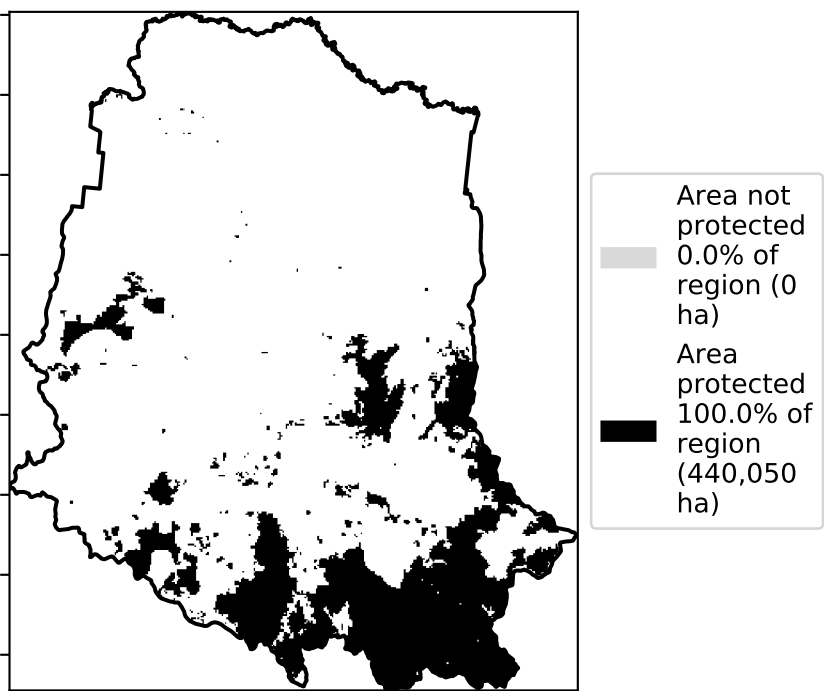 Area not
protected
0.0% of
region (0
ha)
Area
protected
100.0% of
region
(440,050
ha)